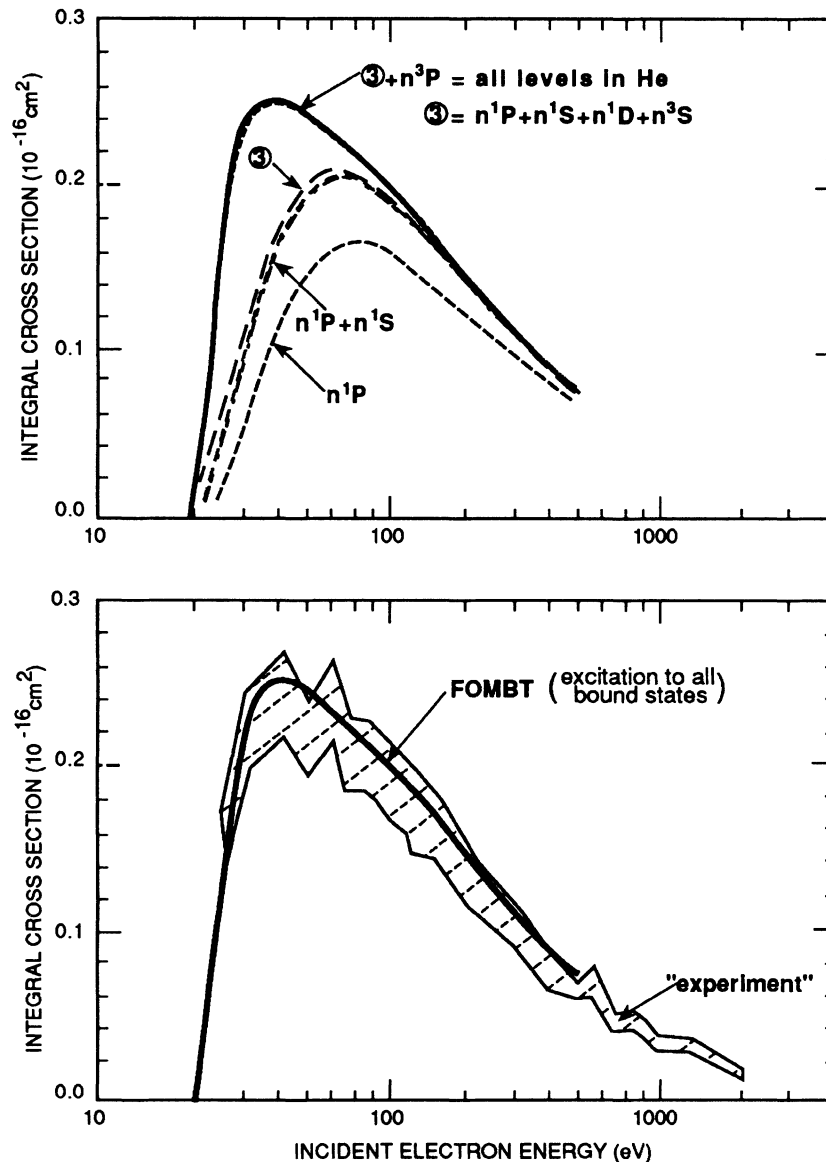 0.3
③+n³P = all levels in He
③= n¹P+n¹S+n¹D+n³S
③
0.2
n¹P+n¹S
0.1
n¹P
0.0
10
100
1000
INTEGRAL CROSS SECTION (10⁻¹⁶cm²)
0.3
FOMBT (excitation to all bound states)
0.2
0.1
"experiment"
0.0
10
100
1000
INTEGRAL CROSS SECTION (10⁻¹⁶cm²)
INCIDENT ELECTRON ENERGY (eV)